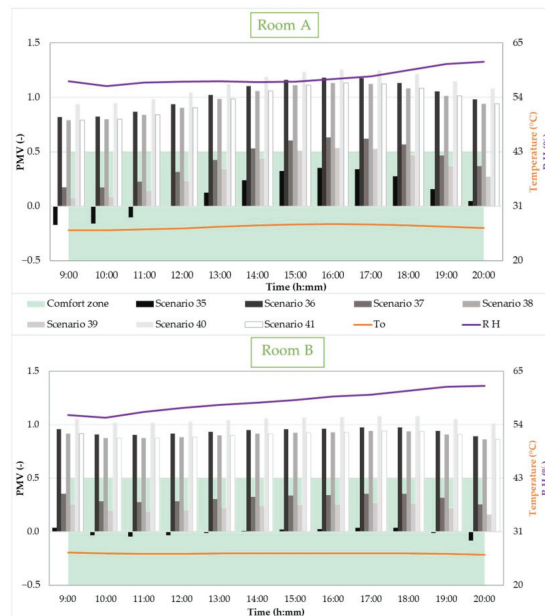 Room A
1.5 65
1.0 54
0.5 43
0.0 31
−0.5 20
PMV (-)
Temperature (°C)
R H (%)
9:00 10:00 11:00 12:00 13:00 14:00 15:00 16:00 17:00 18:00 19:00 20:00
Time (h:mm)
Comfort zone Scenario 35 Scenario 36 Scenario 37 Scenario 38
Scenario 39 Scenario 40 Scenario 41 To R H
Room B
1.5 65
1.0 54
0.5 43
0.0 31
−0.5 20
PMV (-)
Temperature (°C)
R H (%)
9:00 10:00 11:00 12:00 13:00 14:00 15:00 16:00 17:00 18:00 19:00 20:00
Time (h:mm)